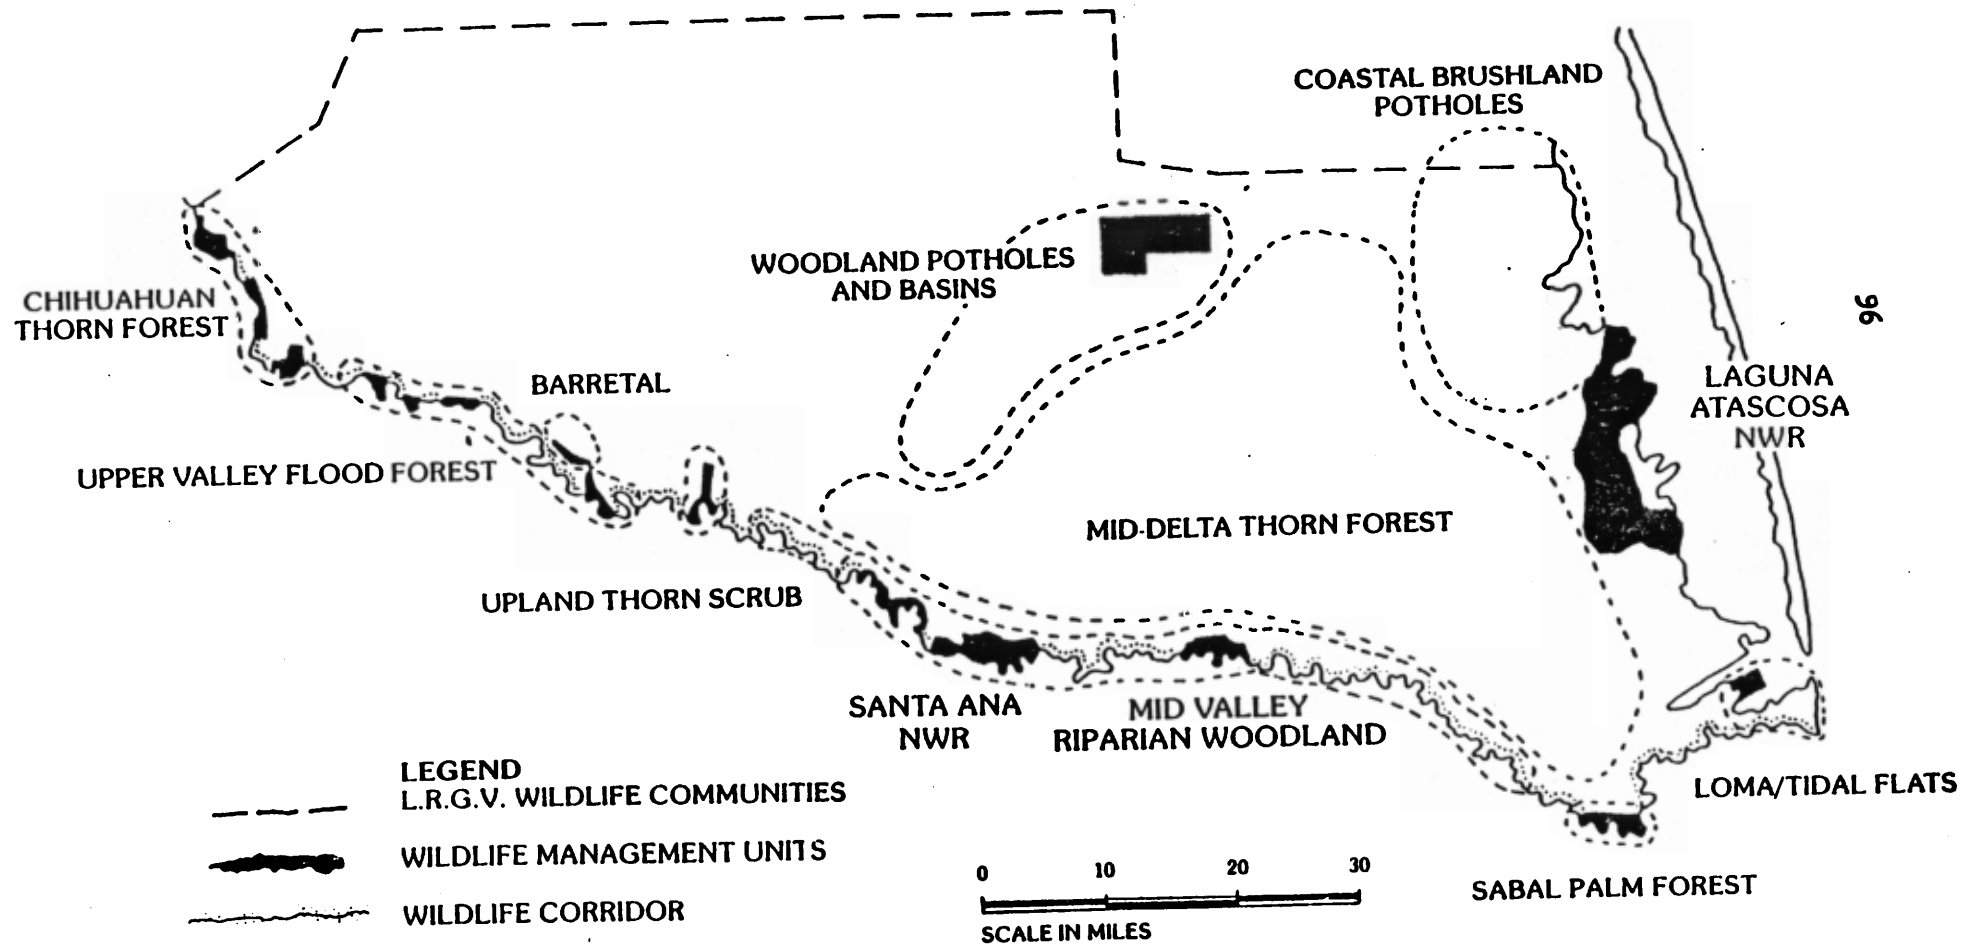 COASTAL BRUSHLAND
POTHOLES
WOODLAND POTHOLES
AND BASINS
CHIHUAHUAN
THORN FOREST
96
BARRETAL
LAGUNA
ATASCOSA
NWR
UPPER VALLEY FLOOD FOREST
MID-DELTA THORN FOREST
UPLAND THORN SCRUB
SANTA ANA
NWR
MID VALLEY
RIPARIAN WOODLAND
LOMA/TIDAL FLATS
SABAL PALM FOREST
LEGEND
L.R.G.V. WILDLIFE COMMUNITIES
WILDLIFE MANAGEMENT UNITS
WILDLIFE CORRIDOR
0 10 20 30
SCALE IN MILES